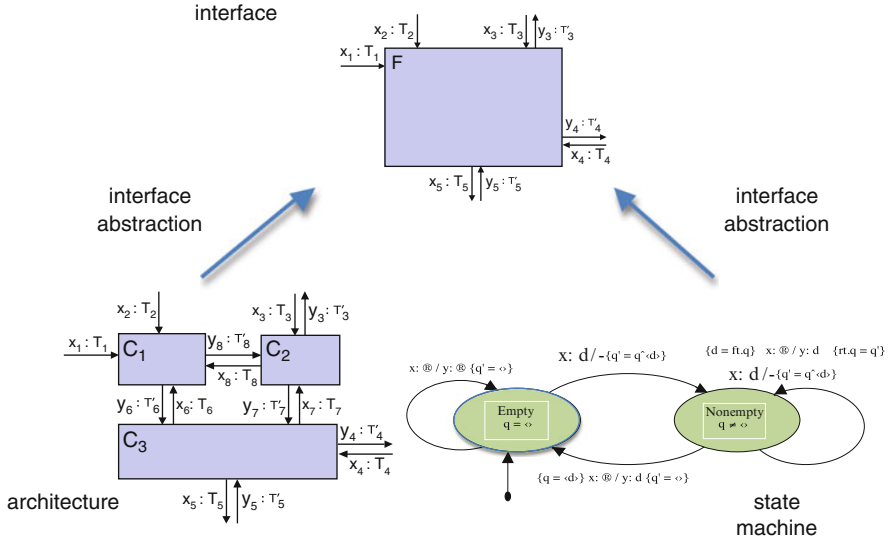 interface
x₂ : T₂
x₃ : T₃
y₃ : T'₃
x₁ : T₁
F
y₄ : T'₄
x₄ : T₄
x₅ : T₅
y₅ : T'₅
interface
abstraction
interface
abstraction
x₂ : T₂
x₃ : T₃
y₃ : T'₃
x₁ : T₁
C₁
y₈ : T'₈
x₈ : T₈
C₂
y₆ : T'₆
x₆ : T₆
y₇ : T'₇
x₇ : T₇
C₃
y₄ : T'₄
x₄ : T₄
x₅ : T₅
y₅ : T'₅
architecture
x: ® / y: ® {q' = ‹›}
x: d/-{q' = q^‹d›}
{d = ft.q} x: ® / y: d {rt.q = q'}
x: d/-{q' = q^‹d›}
Empty
q = ‹›
Nonempty
q ≠ ‹›
{q = ‹d›} x: ® / y: d {q' = ‹›}
state
machine